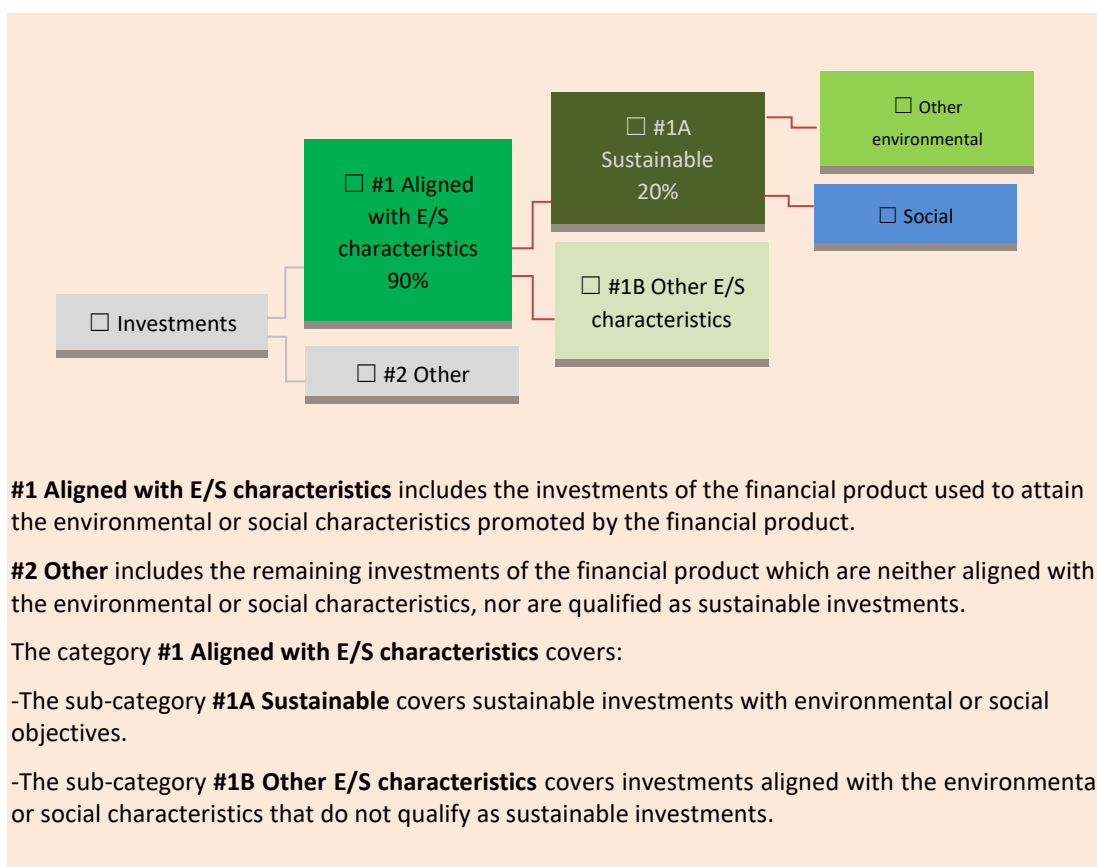 ☐ Other
environmental
☐ #1A
Sustainable
20%
☐ #1 Aligned
with E/S
characteristics
90%
☐ Social
☐ #1B Other E/S
characteristics
☐ Investments
☐ #2 Other
#1 Aligned with E/S characteristics includes the investments of the financial product used to attain
the environmental or social characteristics promoted by the financial product.
#2 Other includes the remaining investments of the financial product which are neither aligned with
the environmental or social characteristics, nor are qualified as sustainable investments.
The category #1 Aligned with E/S characteristics covers:
-The sub-category #1A Sustainable covers sustainable investments with environmental or social
objectives.
-The sub-category #1B Other E/S characteristics covers investments aligned with the environmenta
or social characteristics that do not qualify as sustainable investments.